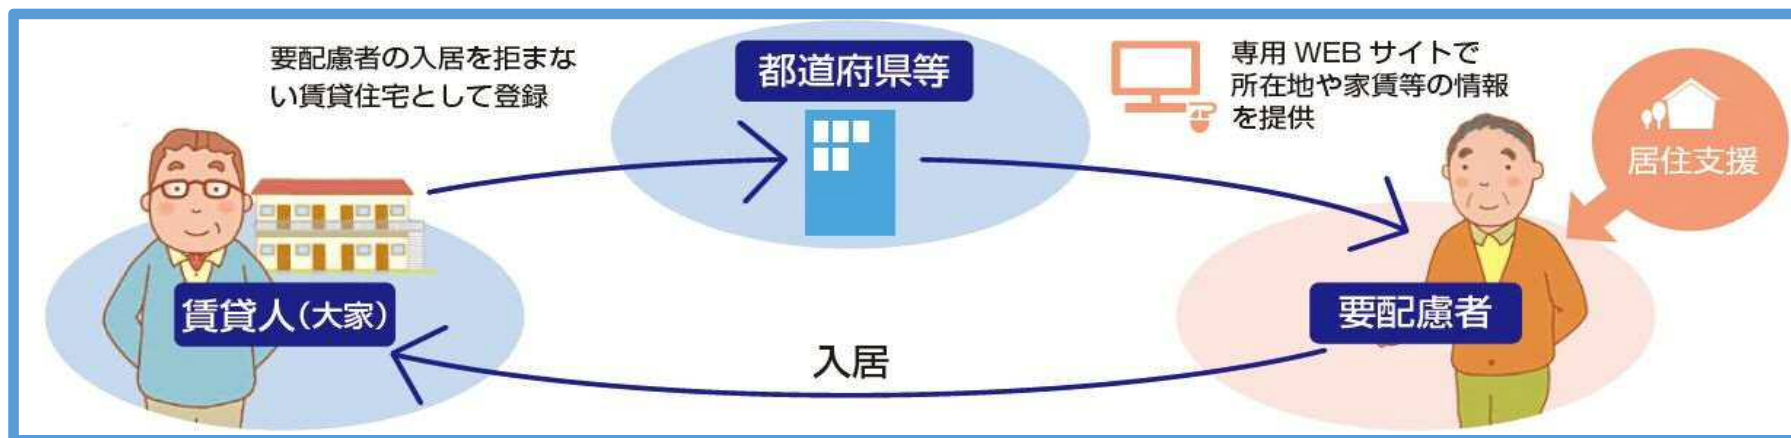 要配慮者の入居を拒まな
い賃貸住宅として登録
都道府県等
専用 WEB サイトで
所在地や家賃等の情報
を提供
居住支援
賃貸人(大家)
要配慮者
入居